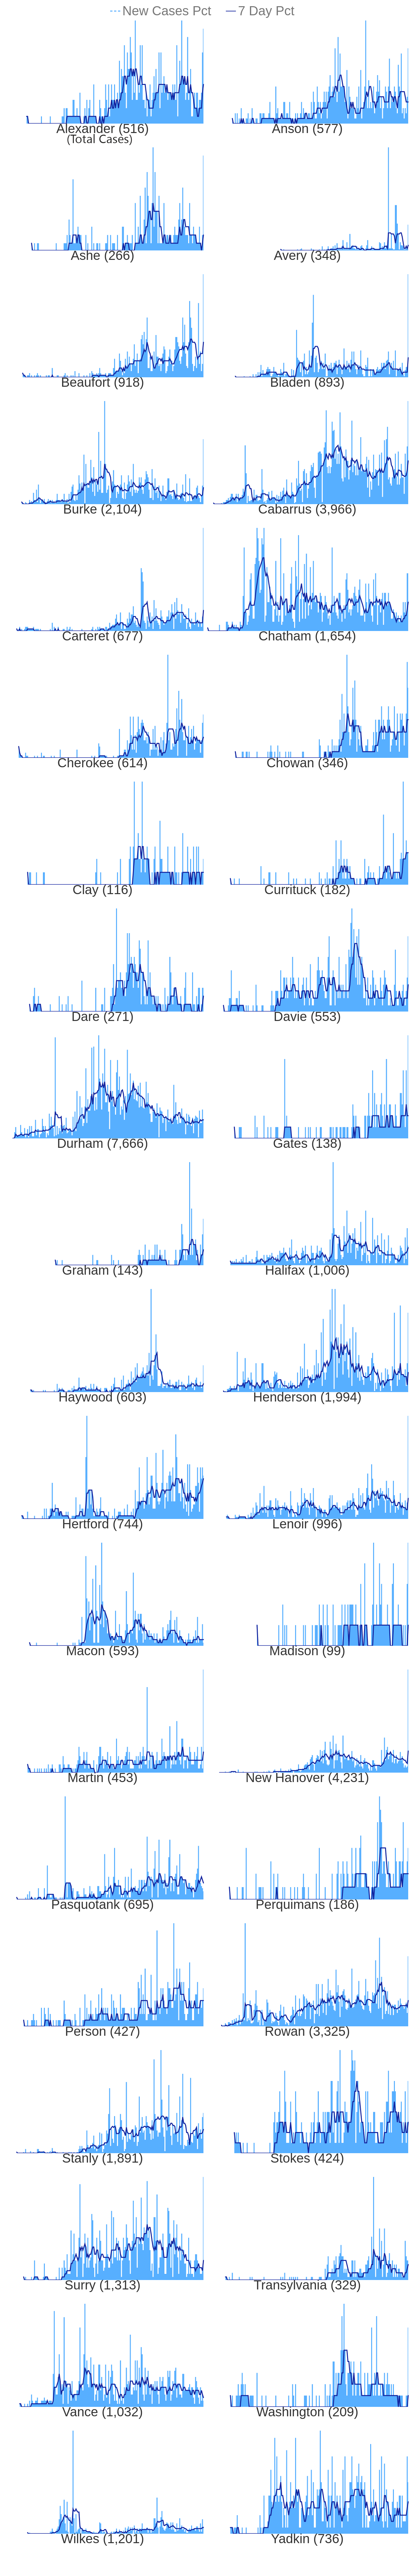 New Cases Pct 7 Day Pct
Alexander (516) Anson (577)
(Total Cases)
Ashe (266) Avery (348)
Beaufort (918) Bladen (893)
Burke (2,104) Cabarrus (3,966)
Carteret (677) Chatham (1,654)
Cherokee (614) Chowan (346)
Clay (116) Currituck (182)
Dare (271) Davie (553)
Durham (7,666) Gates (138)
Graham (143) Halifax (1,006)
Haywood (603) Henderson (1,994)
Hertford (744) Lenoir (996)
Macon (593) Madison (99)
Martin (453) New Hanover (4,231)
Pasquotank (695) Perquimans (186)
Person (427) Rowan (3,325)
Stanly (1,891) Stokes (424)
Surry (1,313) Transylvania (329)
Vance (1,032) Washington (209)
Wilkes (1,201) Yadkin (736)